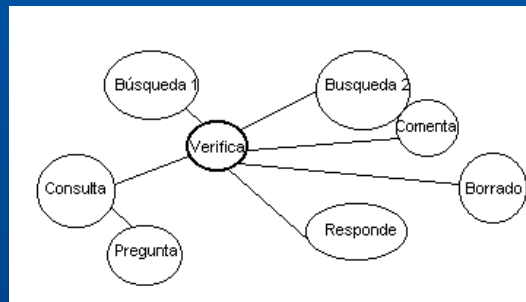 Búsqueda 1
Busqueda 2
Comenta
Verifica
Consulta
Borrado
Responde
Pregunta